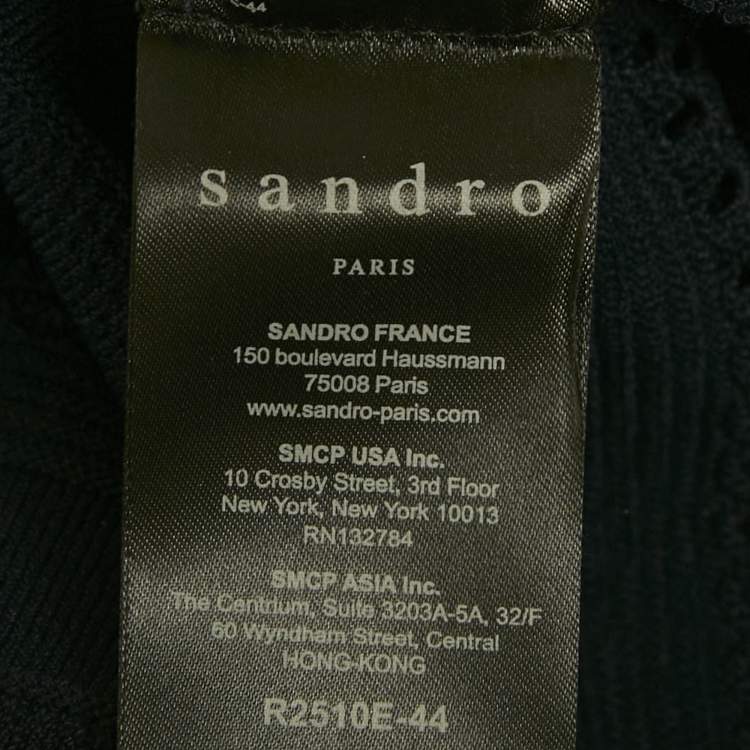 -44
sandro
PARIS
SANDRO FRANCE
150 boulevard Haussmann
75008 Paris
www.sandro-paris.com
SMCP USA Inc.
10 Crosby Street, 3rd Floor
New York, New York 10013
RN132784
SMCP ASIA Inc.
The Centrium, Suite 3203A-5A, 32/F
60 Wyndham Street, Central
HONG-KONG
R2510E-44